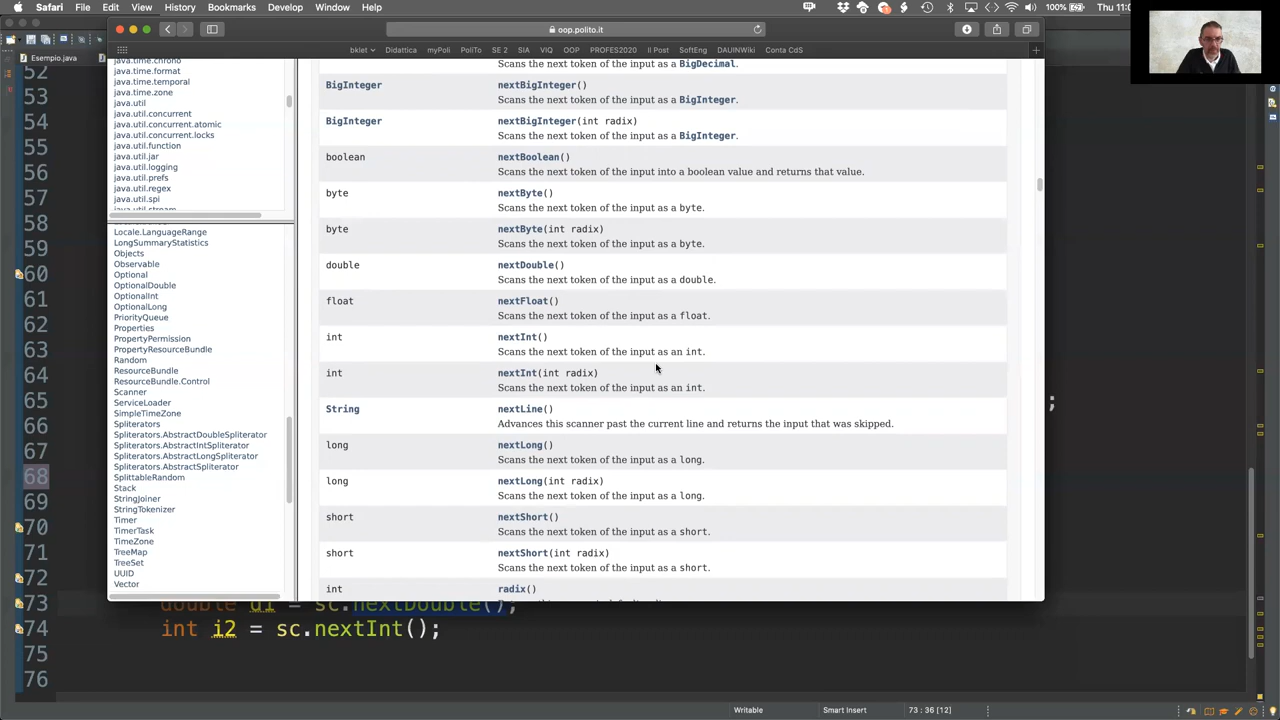 Safari File Edit View History Bookmarks Develop Window Help
Thu 11:0
oop.polito.it
bklet Didattica myPoli PoliTo SE 2 SIA VIQ OOP PROFES2020 Il Post SoftEng DAUINWiki Conta CdS
Esempio.java
java.time.chrono
java.time.format
java.time.temporal
java.time.zone
java.util
java.util.concurrent
java.util.concurrent.atomic
java.util.concurrent.locks
java.util.function
java.util.jar
java.util.logging
java.util.prefs
java.util.regex
java.util.spi
java.util.stream
Locale.LanguageRange
LongSummaryStatistics
Objects
Observable
Optional
OptionalDouble
OptionalInt
OptionalLong
PriorityQueue
Properties
PropertyPermission
PropertyResourceBundle
Random
ResourceBundle
ResourceBundle.Control
Scanner
ServiceLoader
SimpleTimeZone
Spliterators
Spliterators.AbstractDoubleSpliterator
Spliterators.AbstractIntSpliterator
Spliterators.AbstractLongSpliterator
Spliterators.AbstractSpliterator
SplittableRandom
Stack
StringJoiner
StringTokenizer
Timer
TimerTask
TimeZone
TreeMap
TreeSet
UUID
Vector
Scans the next token of the input as a BigDecimal.
BigInteger nextBigInteger()
Scans the next token of the input as a BigInteger.
BigInteger nextBigInteger(int radix)
Scans the next token of the input as a BigInteger.
boolean nextBoolean()
Scans the next token of the input into a boolean value and returns that value.
byte nextByte()
Scans the next token of the input as a byte.
byte nextByte(int radix)
Scans the next token of the input as a byte.
double nextDouble()
Scans the next token of the input as a double.
float nextFloat()
Scans the next token of the input as a float.
int nextInt()
Scans the next token of the input as an int.
int nextInt(int radix)
Scans the next token of the input as an int.
String nextLine()
Advances this scanner past the current line and returns the input that was skipped.
long nextLong()
Scans the next token of the input as a long.
long nextLong(int radix)
Scans the next token of the input as a long.
short nextShort()
Scans the next token of the input as a short.
short nextShort(int radix)
Scans the next token of the input as a short.
int radix()
52
53
54
55
56
57
58
59
60
61
62
63
64
65 ;
66
67
68
69
70
71
72
73 double d1 = sc.nextDouble();
74 int i2 = sc.nextInt();
75
76
Writable Smart Insert 73 : 36 [12]